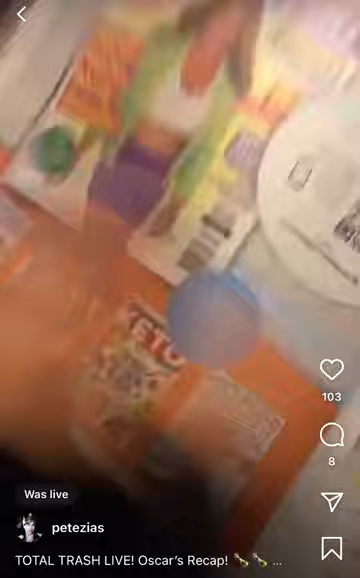 103
8
Was live
petezias
TOTAL TRASH LIVE! Oscar's Recap! 🍾 🍾 ...